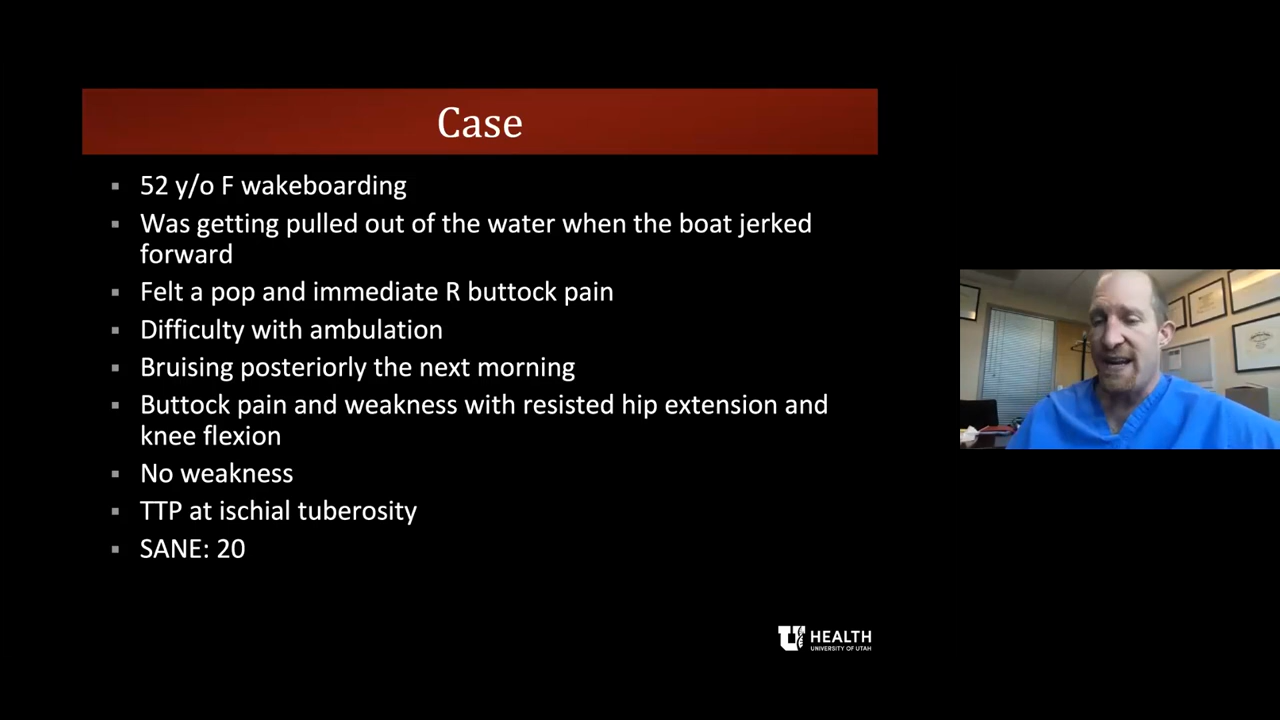 Case
52 y/o F wakeboarding
Was getting pulled out of the water when the boat jerked
forward
Felt a pop and immediate R buttock pain
Difficulty with ambulation
Bruising posteriorly the next morning
Buttock pain and weakness with resisted hip extension and
knee flexion
No weakness
TTP at ischial tuberosity
SANE: 20
U HEALTH
UNIVERSITY OF UTAH